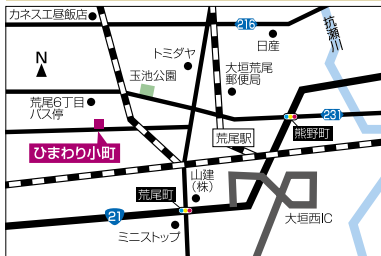 カネスエ昼飯店
216
杭瀬川
日産
N
トミダヤ
大垣荒尾
郵便局
玉池公園
荒尾6丁目
バス停
231
熊野町
荒尾駅
ひまわり小町
山建
(株)
荒尾町
21
大垣西IC
ミニストップ